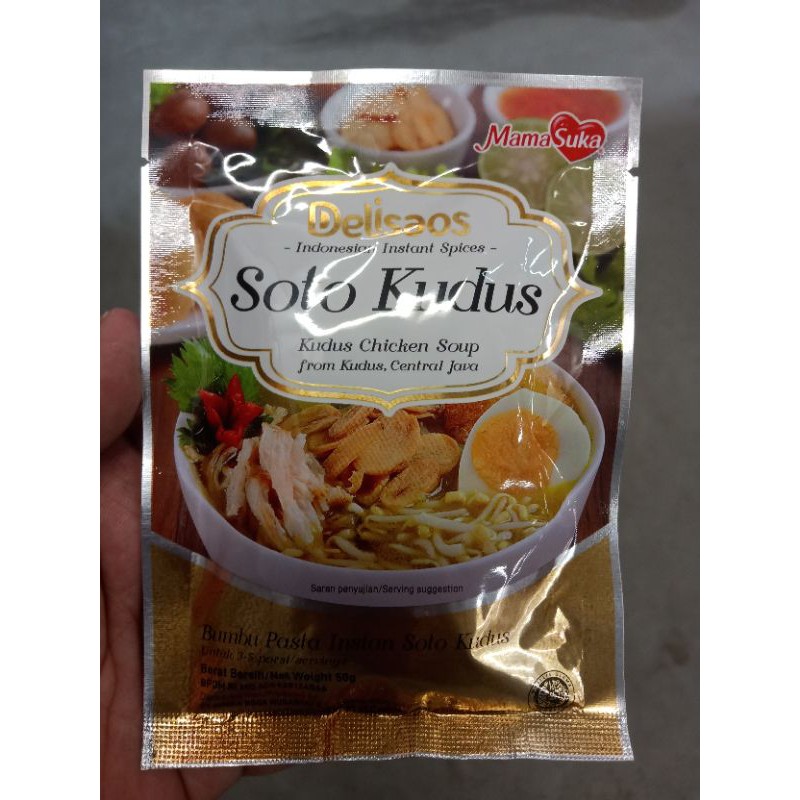 MamaSuka
Delisaos
- Indonesian Instant Spices -
Soto Kudus
Kudus Chicken Soup
from Kudus, Central Java
Saran penyajian/Serving suggestion
Bumbu Pasta Instan Soto Kudus
Berat Bersih/Net Weight 50g